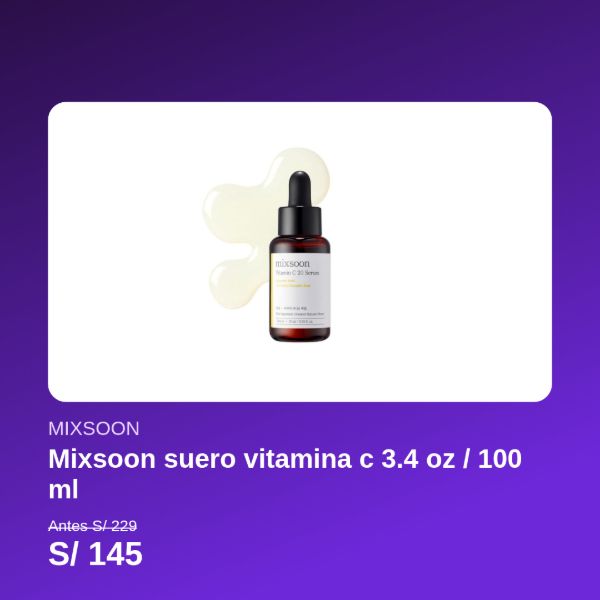 mixsoon
Vitamin C 20 Serum
MIXSOON
Mixsoon suero vitamina c 3.4 oz / 100
ml
Antes S/ 229
S/ 145